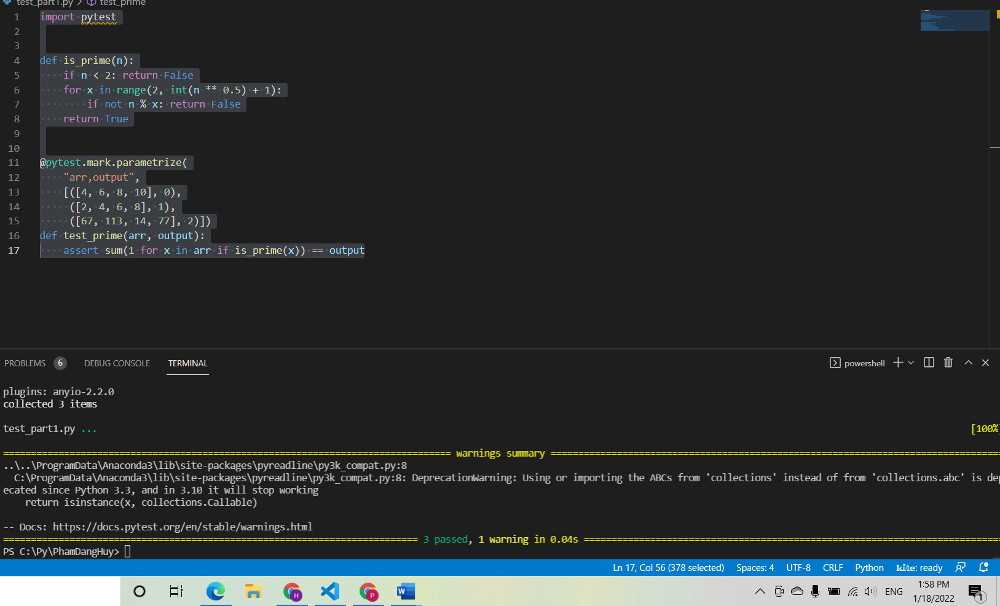 test_part1.py > test_prime
1 import pytest
2
3
4 def is_prime(n):
5     if n < 2: return False
6     for x in range(2, int(n ** 0.5) + 1):
7         if not n % x: return False
8     return True
9
10
11 @pytest.mark.parametrize(
12     "arr,output",
13     [([4, 6, 8, 10], 0),
14      ([2, 4, 6, 8], 1),
15      ([67, 113, 14, 77], 2)])
16 def test_prime(arr, output):
17     assert sum(1 for x in arr if is_prime(x)) == output
PROBLEMS 6 DEBUG CONSOLE TERMINAL powershell
plugins: anyio-2.2.0
collected 3 items
test_part1.py ... [100%]
warnings summary
..\..\ProgramData\Anaconda3\lib\site-packages\pyreadline\py3k_compat.py:8
  C:\ProgramData\Anaconda3\lib\site-packages\pyreadline\py3k_compat.py:8: DeprecationWarning: Using or importing the ABCs from 'collections' instead of from 'collections.abc' is dep
ecated since Python 3.3, and in 3.10 it will stop working
    return isinstance(x, collections.Callable)
-- Docs: https://docs.pytest.org/en/stable/warnings.html
3 passed, 1 warning in 0.04s
PS C:\Py\PhamDangHuy>
Ln 17, Col 56 (378 selected) Spaces: 4 UTF-8 CRLF Python kite: ready
H P W ENG 1:58 PM
1/18/2022 1